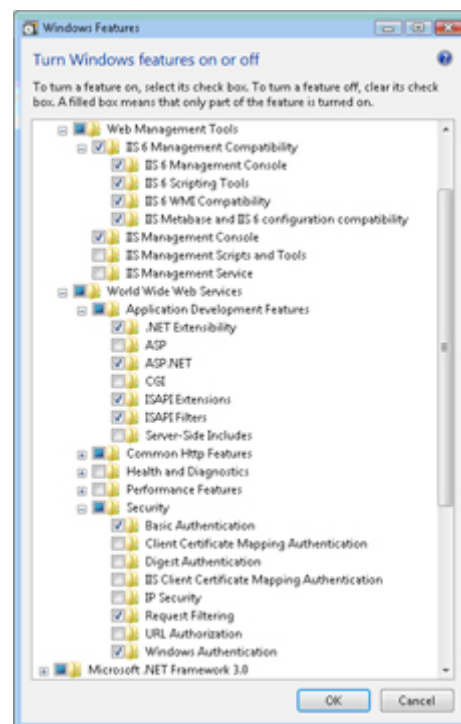 Windows Features
Turn Windows features on or off
To turn a feature on, select its check box. To turn a feature off, clear its check
box. A filled box means that only part of the feature is turned on.
Web Management Tools
IIS 6 Management Compatibility
IIS 6 Management Console
IIS 6 Scripting Tools
IIS 6 WMI Compatibility
IIS Metabase and IIS 6 configuration compatibility
IIS Management Console
IIS Management Scripts and Tools
IIS Management Service
World Wide Web Services
Application Development Features
.NET Extensibility
ASP
ASP.NET
CGI
ISAPI Extensions
ISAPI Filters
Server-Side Includes
Common Http Features
Health and Diagnostics
Performance Features
Security
Basic Authentication
Client Certificate Mapping Authentication
Digest Authentication
IIS Client Certificate Mapping Authentication
IP Security
Request Filtering
URL Authorization
Windows Authentication
Microsoft .NET Framework 3.0
OK
Cancel